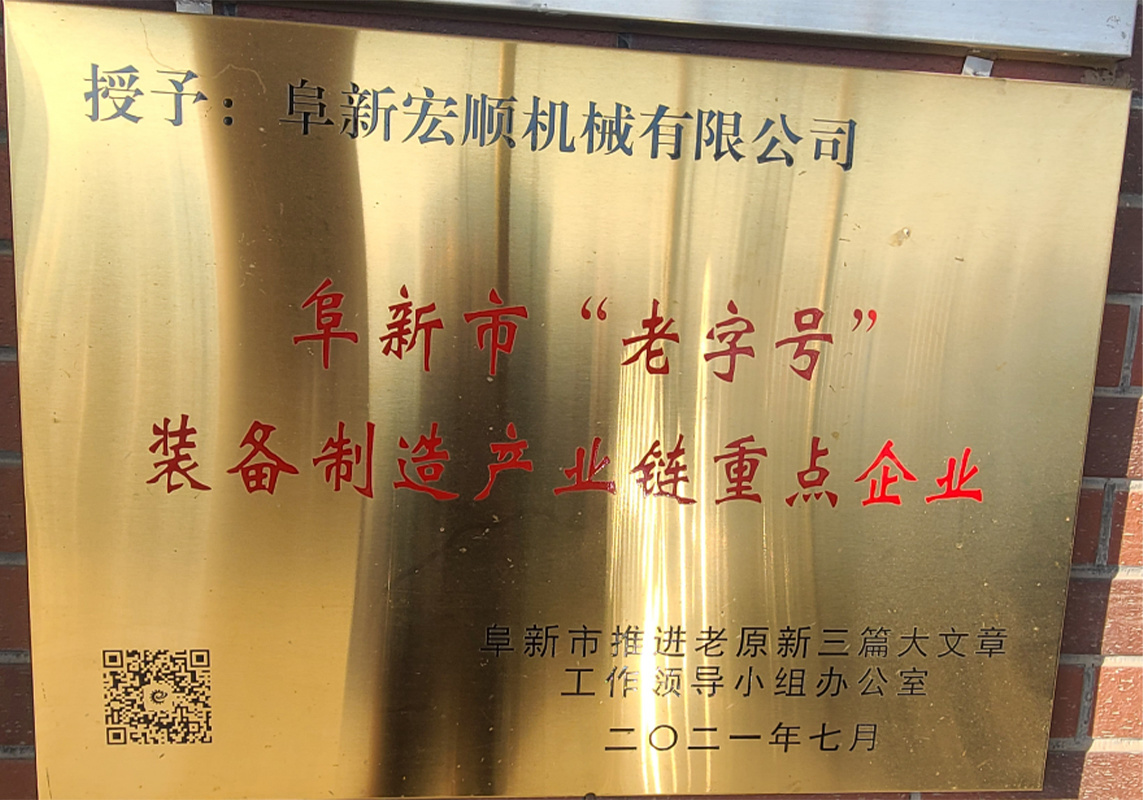 授予：阜新宏顺机械有限公司
阜新市“老字号”
装备制造产业链重点企业
阜新市推进老原新三篇大文章
工作领导小组办公室
二〇二一年七月